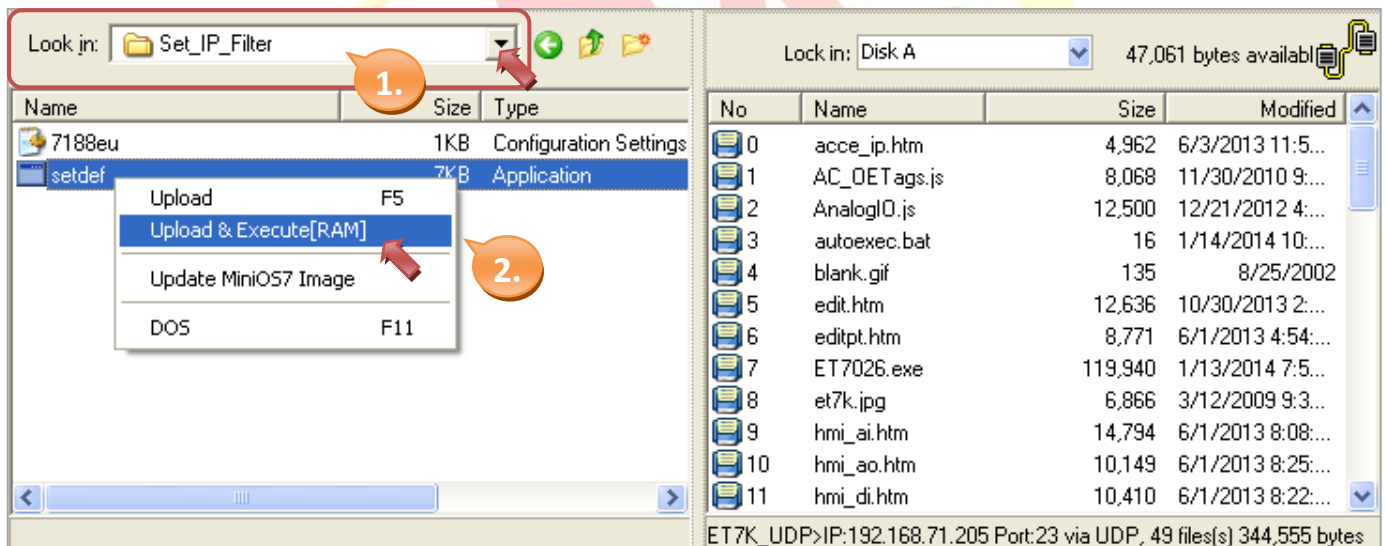 Look in: Set_IP_Filter
1.
Name Size Type
7188eu 1KB Configuration Settings
setdef 7KB Application
Upload F5
Upload & Execute[RAM]
2.
Update MiniOS7 Image
DOS F11
Lock in: Disk A 47,061 bytes availabl
No Name Size Modified
0 acce_ip.htm 4,962 6/3/2013 11:5...
1 AC_OETags.js 8,068 11/30/2010 9:...
2 AnalogIO.js 12,500 12/21/2012 4:...
3 autoexec.bat 16 1/14/2014 10:...
4 blank.gif 135 8/25/2002
5 edit.htm 12,636 10/30/2013 2:...
6 editpt.htm 8,771 6/1/2013 4:54:...
7 ET7026.exe 119,940 1/13/2014 7:5...
8 et7k.jpg 6,866 3/12/2009 9:3...
9 hmi_ai.htm 14,794 6/1/2013 8:08:...
10 hmi_ao.htm 10,149 6/1/2013 8:25:...
11 hmi_di.htm 10,410 6/1/2013 8:22:...
ET7K_UDP>IP:192.168.71.205 Port:23 via UDP, 49 files(s) 344,555 bytes